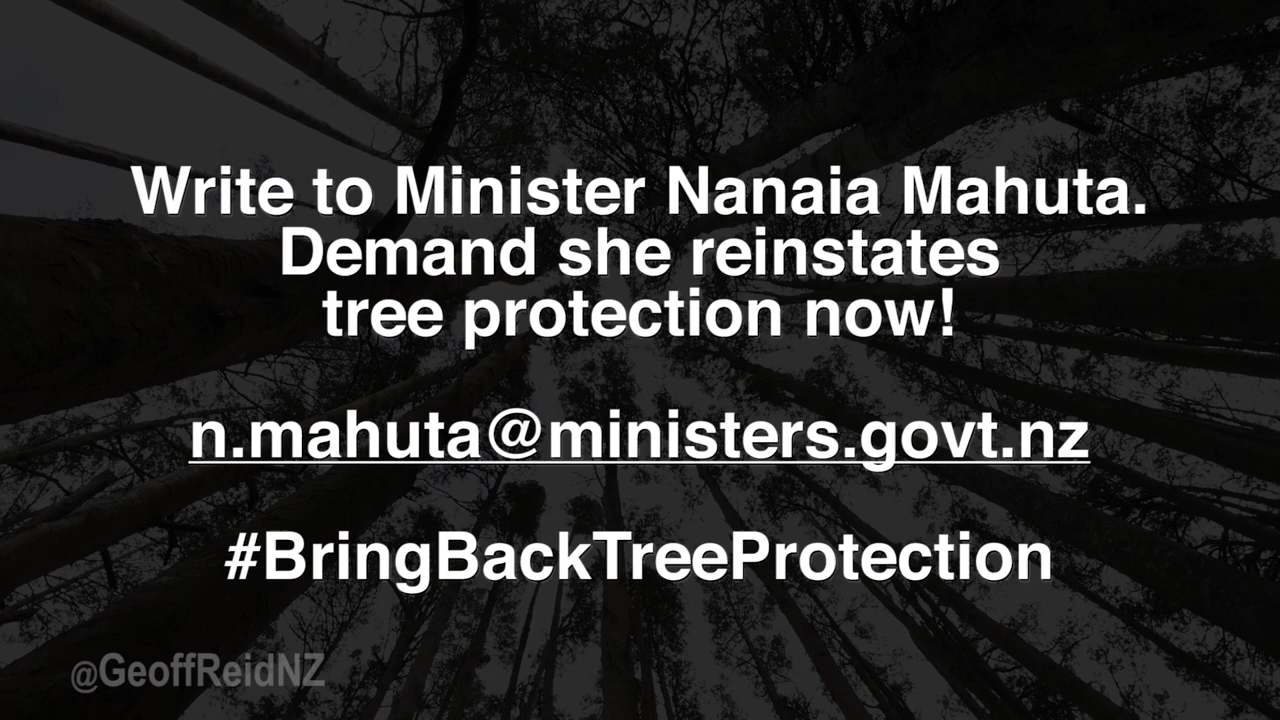 Write to Minister Nanaia Mahuta.
Demand she reinstates
tree protection now!
n.mahuta@ministers.govt.nz
#BringBackTreeProtection
@GeoffReidNZ